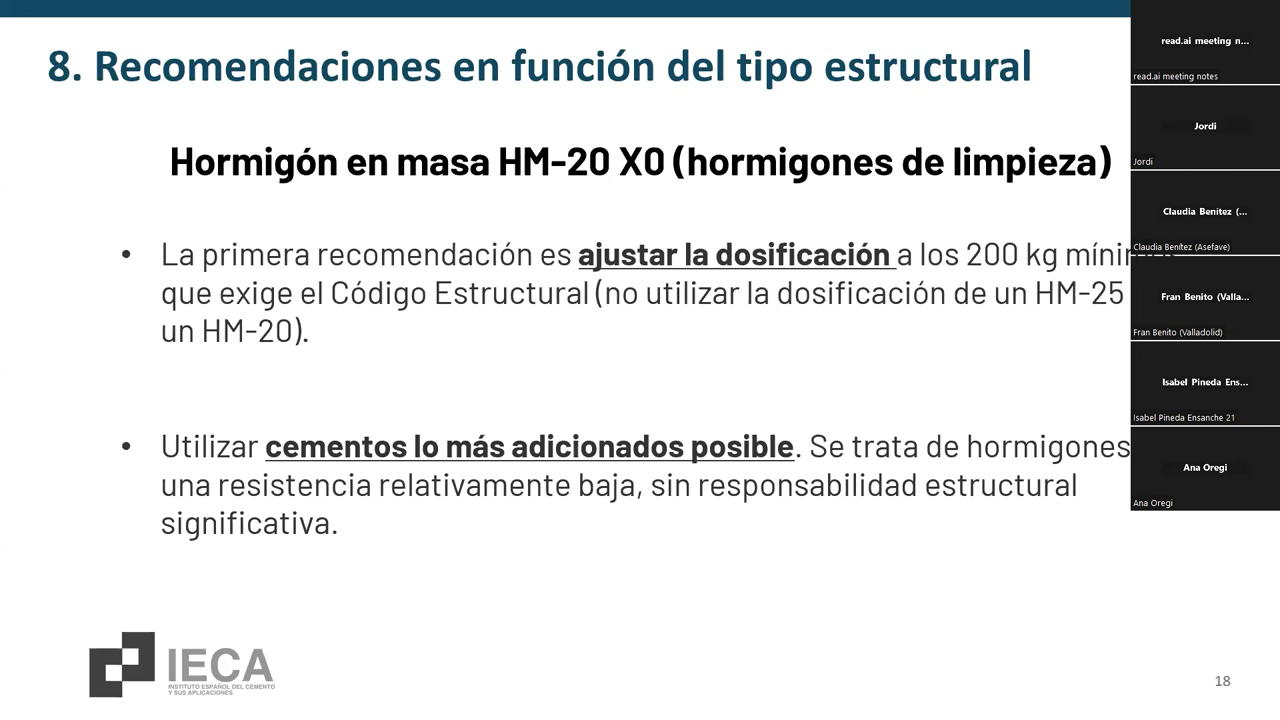 8. Recomendaciones en función del tipo estructural
Hormigón en masa HM-20 X0 (hormigones de limpieza)
• La primera recomendación es ajustar la dosificación a los 200 kg
que exige el Código Estructural (no utilizar la dosificación de un HM-25
un HM-20).
• Utilizar cementos lo más adicionados posible. Se trata de hormigones
una resistencia relativamente baja, sin responsabilidad estructural
significativa.
IECA
INSTITUTO ESPAÑOL DEL CEMENTO
Y SUS APLICACIONES
18
read.ai meeting n...
read.ai meeting notes
Jordi
Jordi
Claudia Benitez (...
Claudia Benítez (Asefave)
Fran Benito (Valla...
Fran Benito (Valladolid)
Isabel Pineda Ens...
Isabel Pineda Ensanche 21
Ana Oregi
Ana Oregi